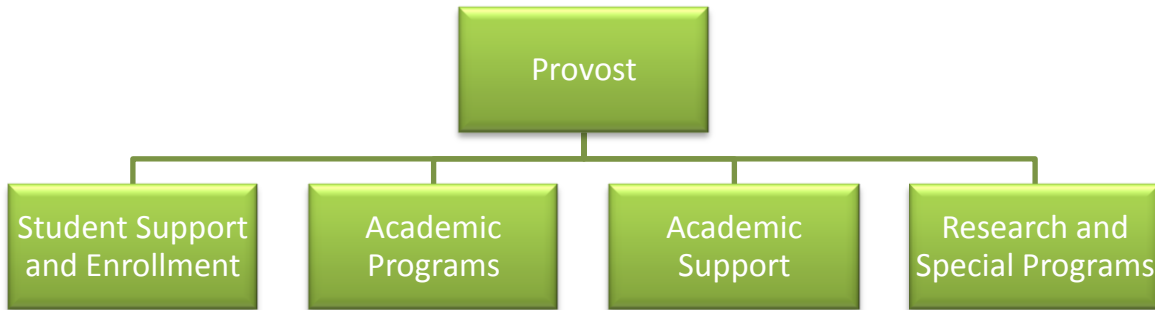 Provost
Student Support
and Enrollment
Academic
Programs
Academic
Support
Research and
Special Programs